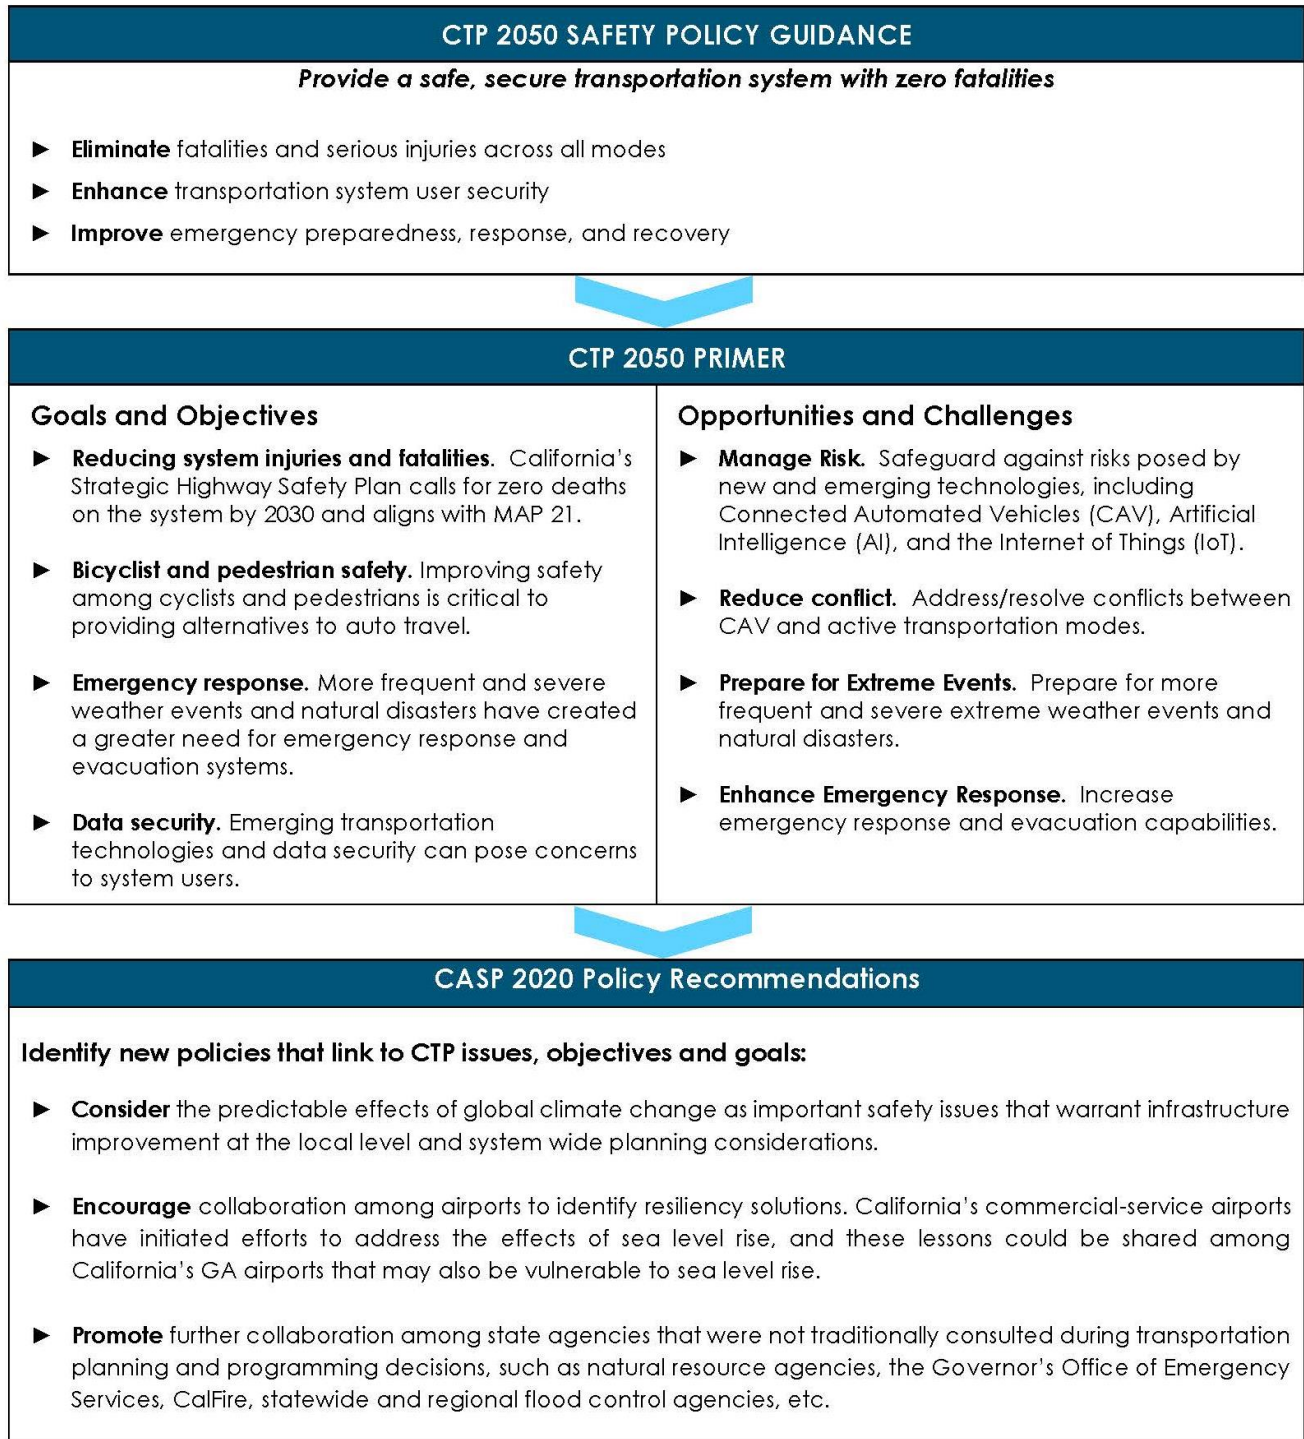 CTP 2050 SAFETY POLICY GUIDANCE
Provide a safe, secure transportation system with zero fatalities
► Eliminate fatalities and serious injuries across all modes
► Enhance transportation system user security
► Improve emergency preparedness, response, and recovery
CTP 2050 PRIMER
Goals and Objectives
► Reducing system injuries and fatalities. California's
Strategic Highway Safety Plan calls for zero deaths
on the system by 2030 and aligns with MAP 21.
► Bicyclist and pedestrian safety. Improving safety
among cyclists and pedestrians is critical to
providing alternatives to auto travel.
► Emergency response. More frequent and severe
weather events and natural disasters have created
a greater need for emergency response and
evacuation systems.
► Data security. Emerging transportation
technologies and data security can pose concerns
to system users.
Opportunities and Challenges
► Manage Risk. Safeguard against risks posed by
new and emerging technologies, including
Connected Automated Vehicles (CAV), Artificial
Intelligence (AI), and the Internet of Things (IoT).
► Reduce conflict. Address/resolve conflicts between
CAV and active transportation modes.
► Prepare for Extreme Events. Prepare for more
frequent and severe extreme weather events and
natural disasters.
► Enhance Emergency Response. Increase
emergency response and evacuation capabilities.
CASP 2020 Policy Recommendations
Identify new policies that link to CTP issues, objectives and goals:
► Consider the predictable effects of global climate change as important safety issues that warrant infrastructure
improvement at the local level and system wide planning considerations.
► Encourage collaboration among airports to identify resiliency solutions. California's commercial-service airports
have initiated efforts to address the effects of sea level rise, and these lessons could be shared among
California's GA airports that may also be vulnerable to sea level rise.
► Promote further collaboration among state agencies that were not traditionally consulted during transportation
planning and programming decisions, such as natural resource agencies, the Governor's Office of Emergency
Services, CalFire, statewide and regional flood control agencies, etc.